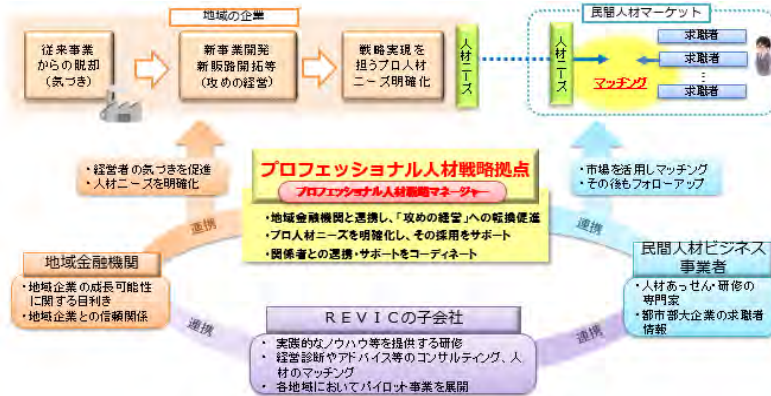 地域の企業
従来事業
からの脱却
(気づき)
新事業開発
新販路開拓等
(攻めの経営)
戦略実現を
担うプロ人材
ニーズ明確化
人材ニーズ
民間人材マーケット
人材ニーズ
マッチング
求職者
求職者
⋮
求職者
・経営者の気づきを促進
・人材ニーズを明確化
プロフェッショナル人材戦略拠点
プロフェッショナル人材戦略マネージャー
・地域金融機関と連携し、「攻めの経営」への転換促進
・プロ人材ニーズを明確化し、その採用をサポート
・関係者との連携・サポートをコーディネート
・市場を活用しマッチング
・その後もフォローアップ
連携
連携
地域金融機関
・地域企業の成長可能性
に関する目利き
・地域企業との信頼関係
民間人材ビジネス
事業者
・人材あっせん・研修の
専門家
・都市部大企業の求職者
情報
連携
連携
REVICの子会社
・ 実践的なノウハウ等を提供する研修
・ 経営診断やアドバイス等のコンサルティング、人
材のマッチング
・ 各地域においてパイロット事業を展開